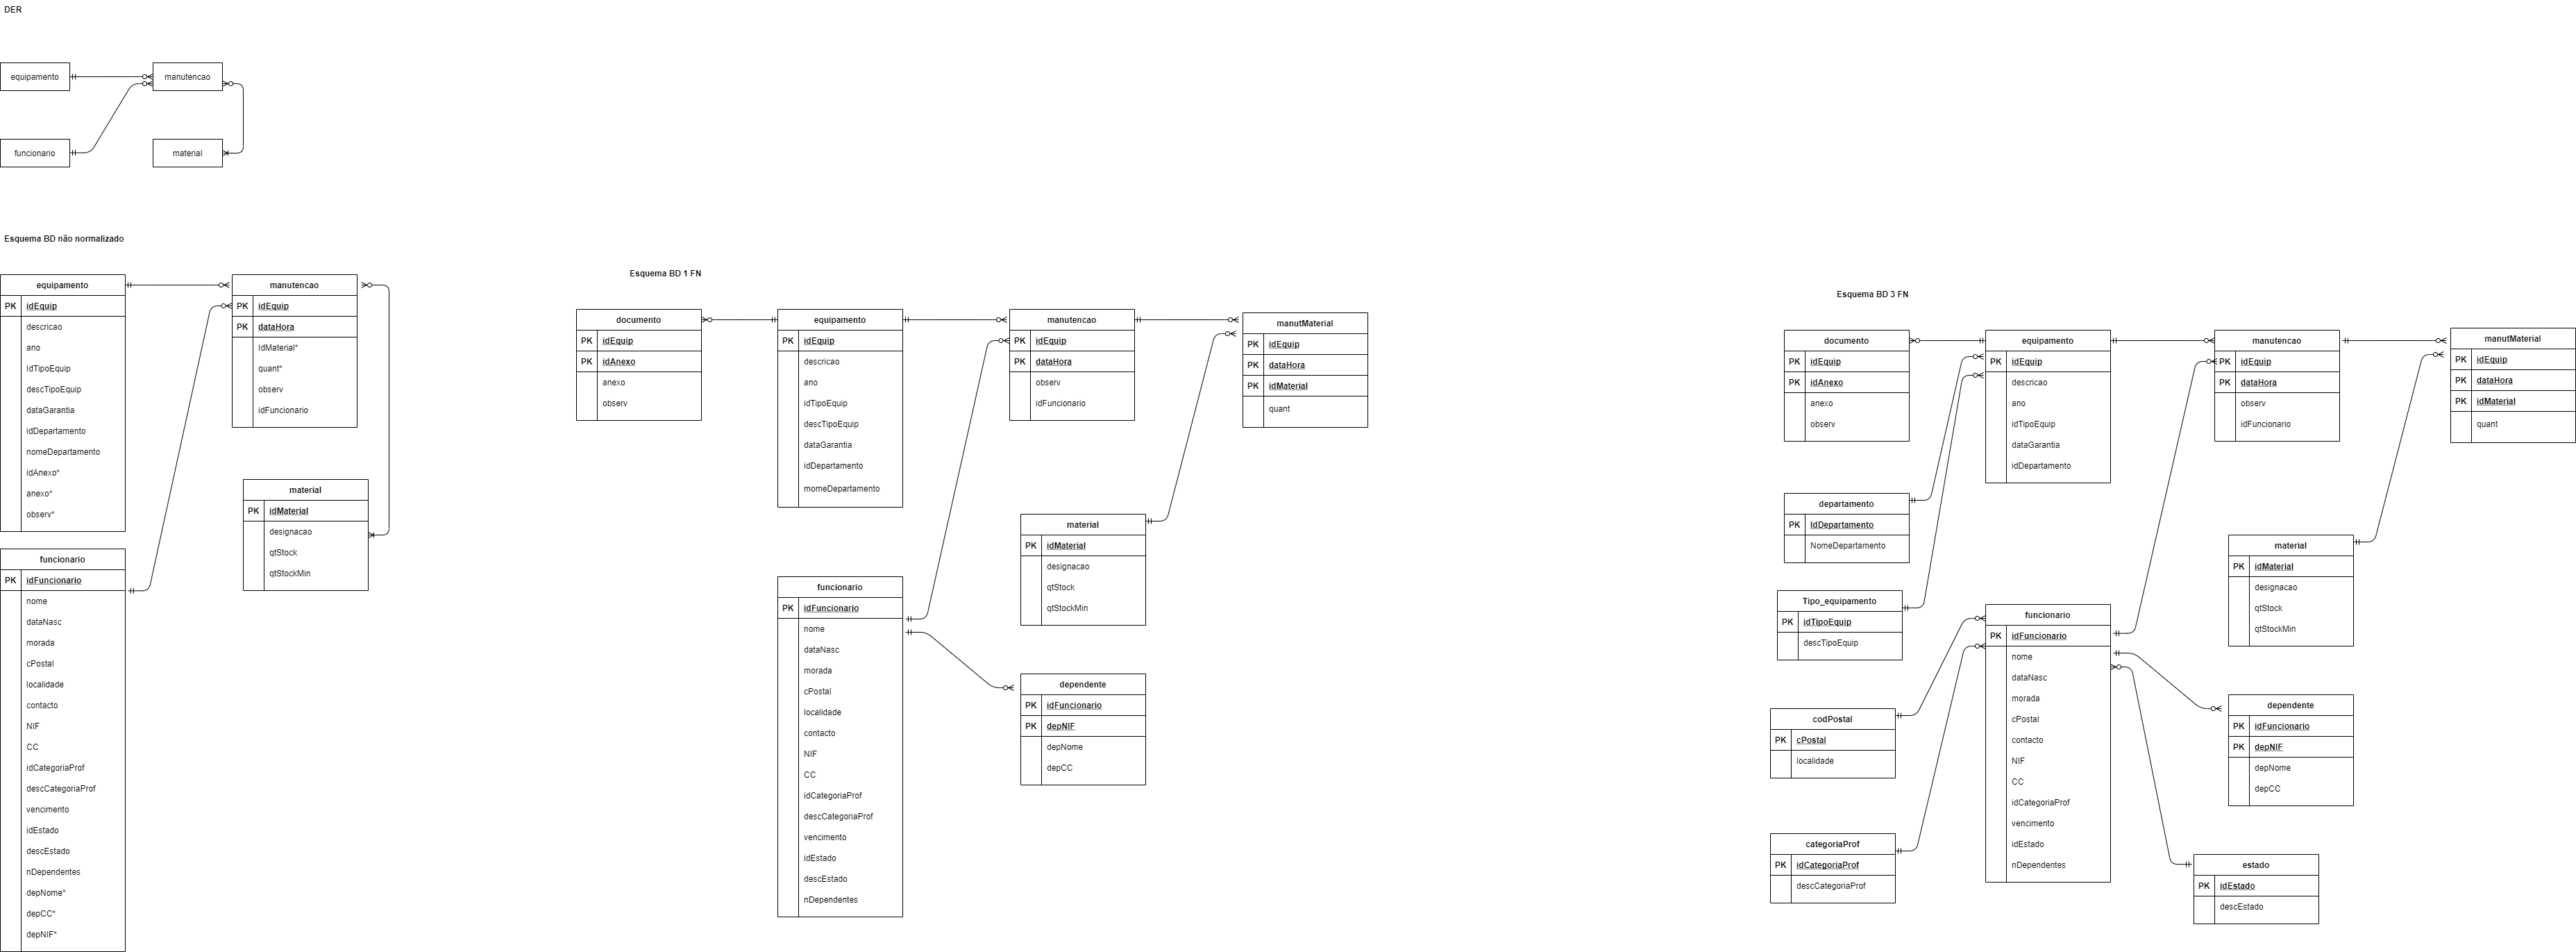 DER
equipamento
manutencao
funcionario
material
Esquema BD não normalizado
equipamento
PK idEquip
descricao
ano
IdTipoEquip
descTipoEquip
dataGarantia
idDepartamento
nomeDepartamento
idAnexo*
anexo*
observ*
manutencao
PK idEquip
PK dataHora
IdMaterial*
quant*
observ
idFuncionario
material
PK idMaterial
designacao
qtStock
qtStockMin
funcionario
PK idFuncionario
nome
dataNasc
morada
cPostal
localidade
contacto
NIF
CC
idCategoriaProf
descCategoriaProf
vencimento
idEstado
descEstado
nDependentes
depNome*
depCC*
depNIF*
Esquema BD 1 FN
documento
PK idEquip
PK idAnexo
anexo
observ
equipamento
PK idEquip
descricao
ano
idTipoEquip
descTipoEquip
dataGarantia
idDepartamento
momeDepartamento
manutencao
PK idEquip
PK dataHora
observ
idFuncionario
manutMaterial
PK idEquip
PK dataHora
PK idMaterial
quant
material
PK idMaterial
designacao
qtStock
qtStockMin
funcionario
PK idFuncionario
nome
dataNasc
morada
cPostal
localidade
contacto
NIF
CC
idCategoriaProf
descCategoriaProf
vencimento
idEstado
descEstado
nDependentes
dependente
PK idFuncionario
PK depNIF
depNome
depCC
Esquema BD 3 FN
documento
PK idEquip
PK idAnexo
anexo
observ
equipamento
PK idEquip
descricao
ano
idTipoEquip
dataGarantia
idDepartamento
manutencao
PK idEquip
PK dataHora
observ
idFuncionario
manutMaterial
PK idEquip
PK dataHora
PK idMaterial
quant
departamento
PK IdDepartamento
NomeDepartamento
Tipo_equipamento
PK idTipoEquip
descTipoEquip
material
PK idMaterial
designacao
qtStock
qtStockMin
funcionario
PK idFuncionario
nome
dataNasc
morada
cPostal
contacto
NIF
CC
idCategoriaProf
vencimento
idEstado
nDependentes
codPostal
PK cPostal
localidade
categoriaProf
PK idCategoriaProf
descCategoriaProf
dependente
PK idFuncionario
PK depNIF
depNome
depCC
estado
PK idEstado
descEstado